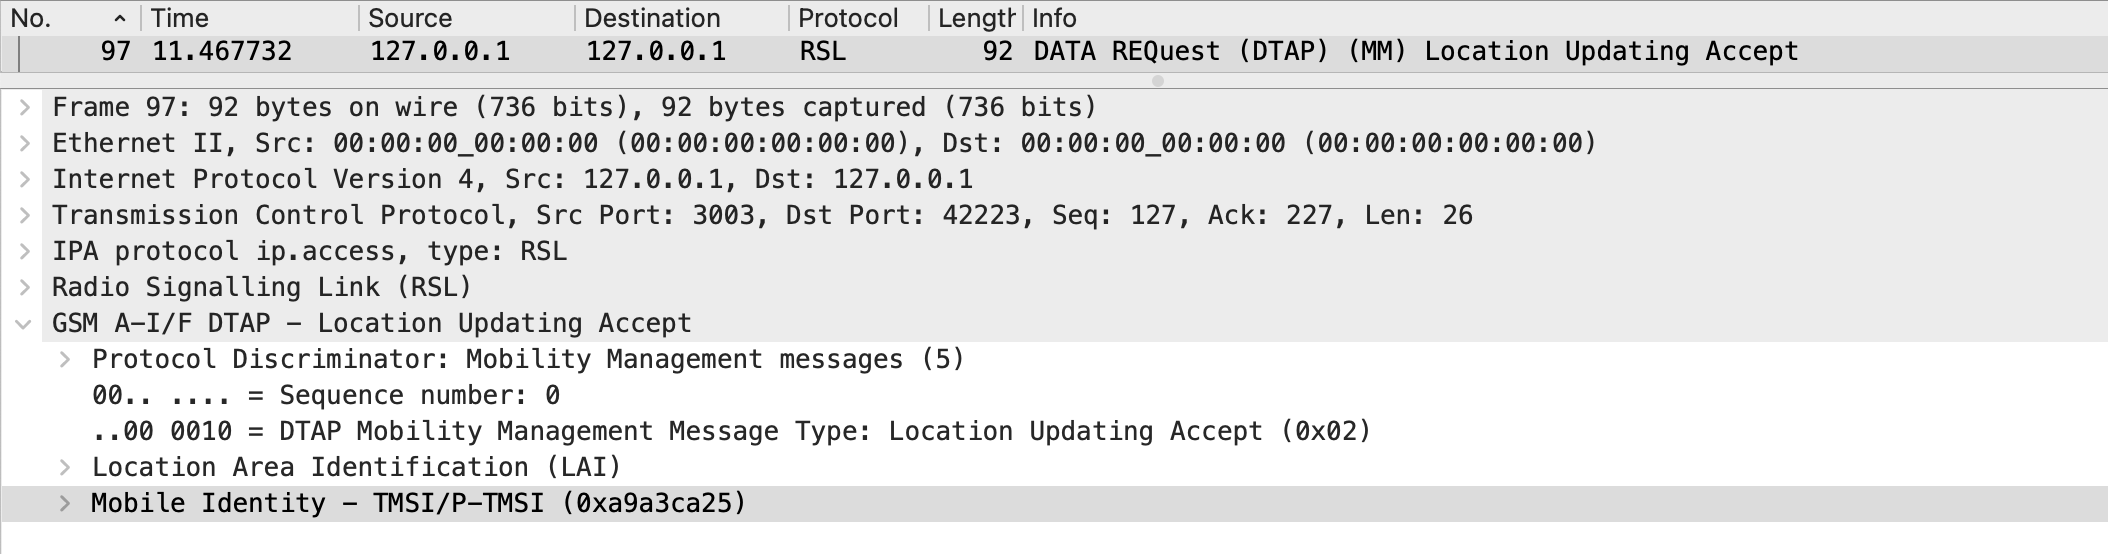 No. Time Source Destination Protocol Length Info
97 11.467732 127.0.0.1 127.0.0.1 RSL 92 DATA REQuest (DTAP) (MM) Location Updating Accept
Frame 97: 92 bytes on wire (736 bits), 92 bytes captured (736 bits)
Ethernet II, Src: 00:00:00_00:00:00 (00:00:00:00:00:00), Dst: 00:00:00_00:00:00 (00:00:00:00:00:00)
Internet Protocol Version 4, Src: 127.0.0.1, Dst: 127.0.0.1
Transmission Control Protocol, Src Port: 3003, Dst Port: 42223, Seq: 127, Ack: 227, Len: 26
IPA protocol ip.access, type: RSL
Radio Signalling Link (RSL)
GSM A-I/F DTAP - Location Updating Accept
Protocol Discriminator: Mobility Management messages (5)
00.. .... = Sequence number: 0
..00 0010 = DTAP Mobility Management Message Type: Location Updating Accept (0x02)
Location Area Identification (LAI)
Mobile Identity - TMSI/P-TMSI (0xa9a3ca25)